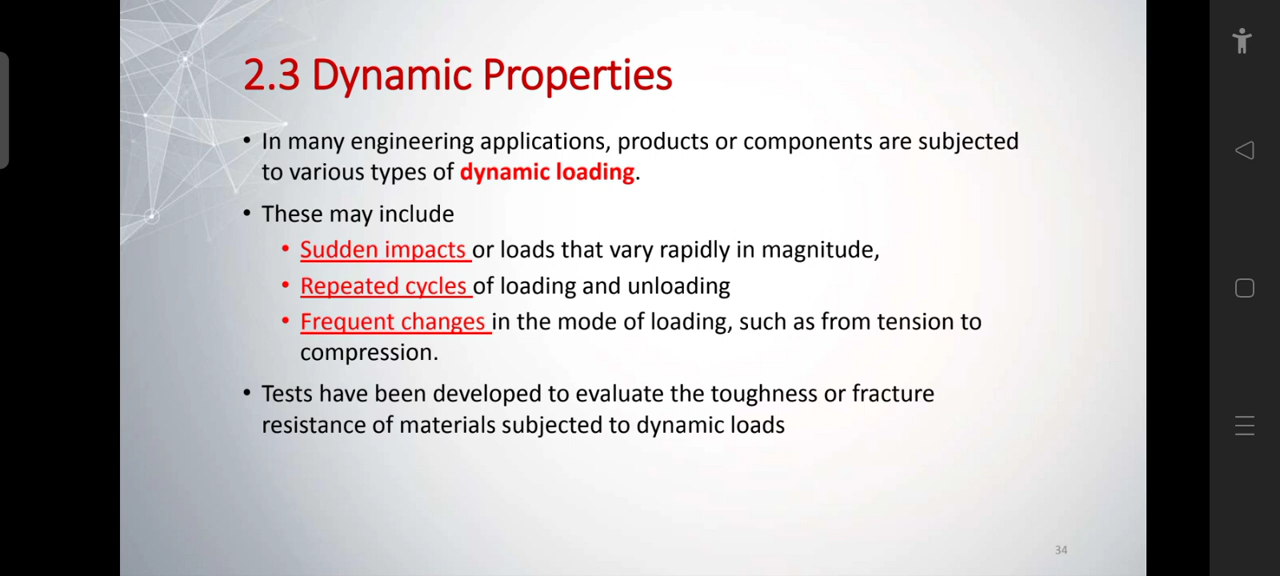 2.3 Dynamic Properties
• In many engineering applications, products or components are subjected
to various types of dynamic loading.
• These may include
• Sudden impacts or loads that vary rapidly in magnitude,
• Repeated cycles of loading and unloading
• Frequent changes in the mode of loading, such as from tension to
compression.
• Tests have been developed to evaluate the toughness or fracture
resistance of materials subjected to dynamic loads
34